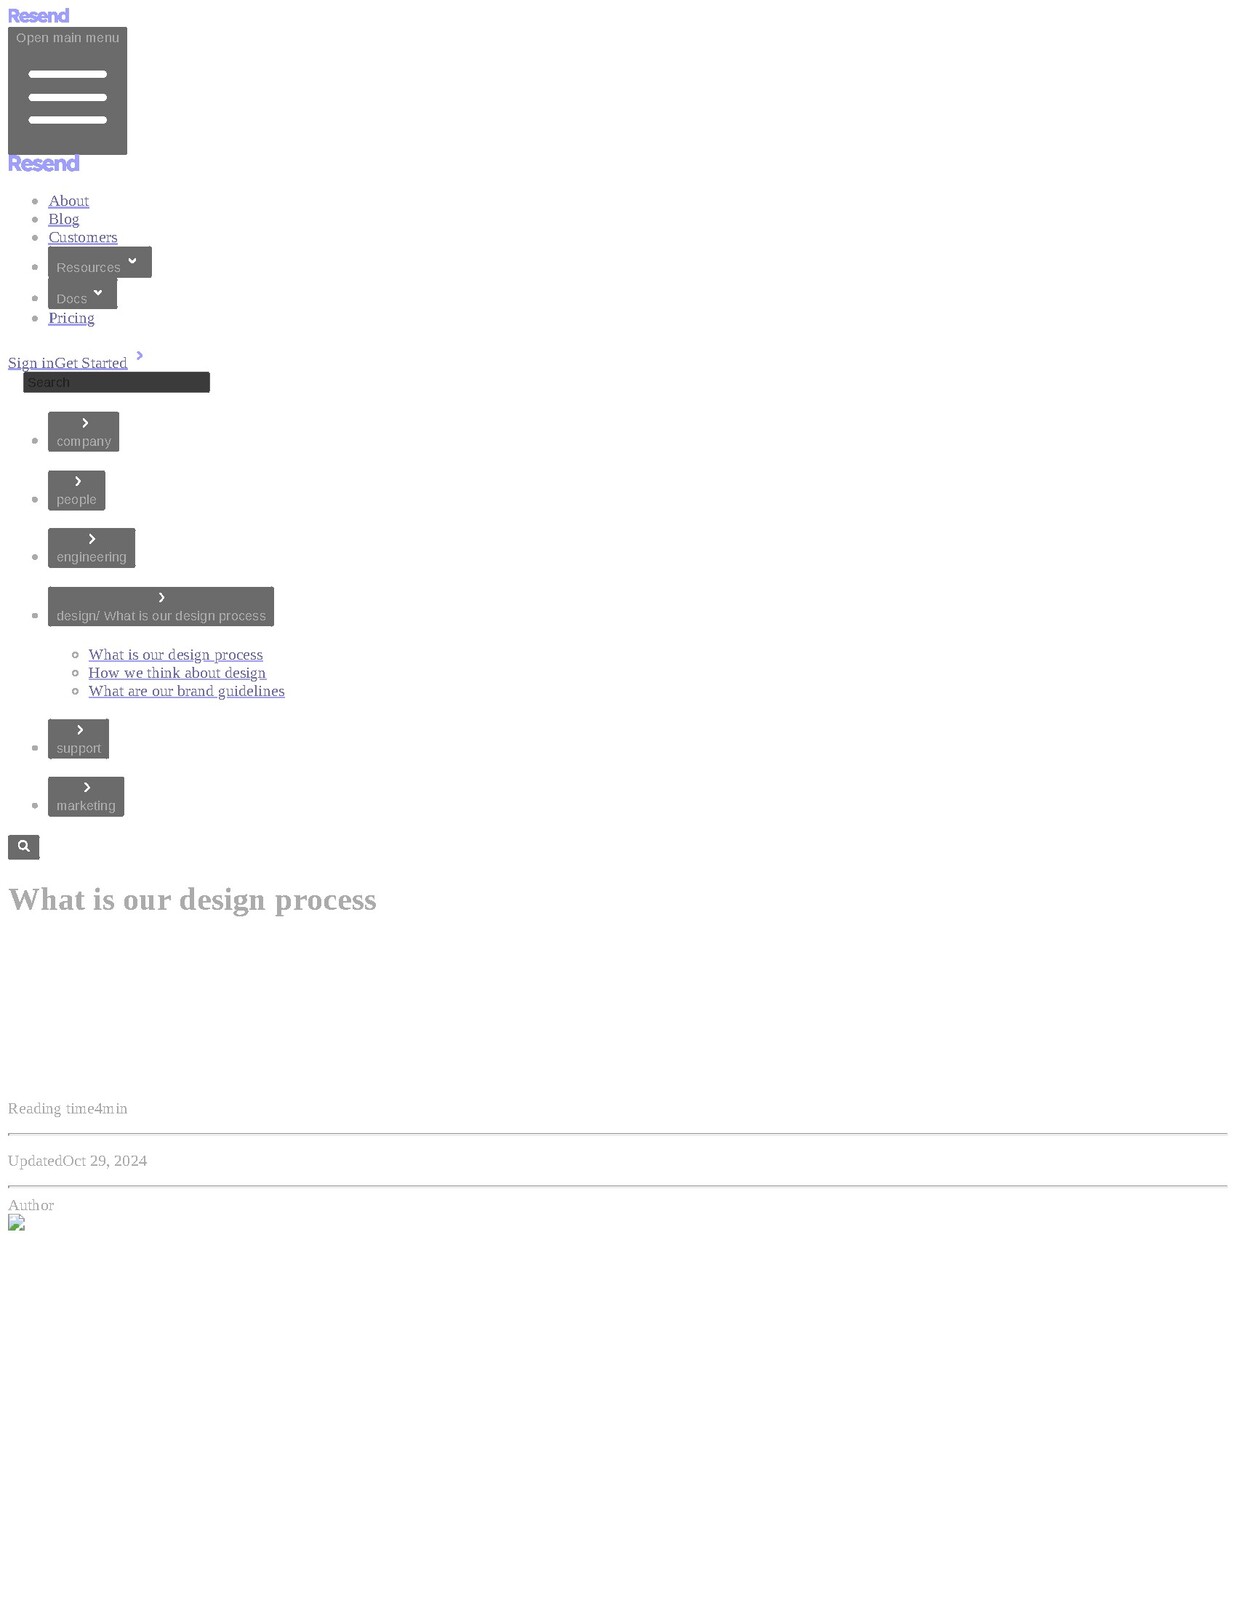 Resend
Open main menu
Resend
About
Blog
Customers
Resources
Docs
Pricing
Sign inGet Started
Search
company
people
engineering
design/ What is our design process
What is our design process
How we think about design
What are our brand guidelines
support
marketing
What is our design process
Reading time4min
UpdatedOct 29, 2024
Author